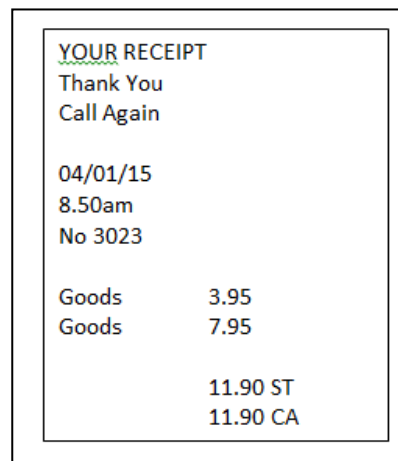 YOUR RECEIPT
Thank You
Call Again
04/01/15
8.50am
No 3023
Goods 3.95
Goods 7.95
11.90 ST
11.90 CA